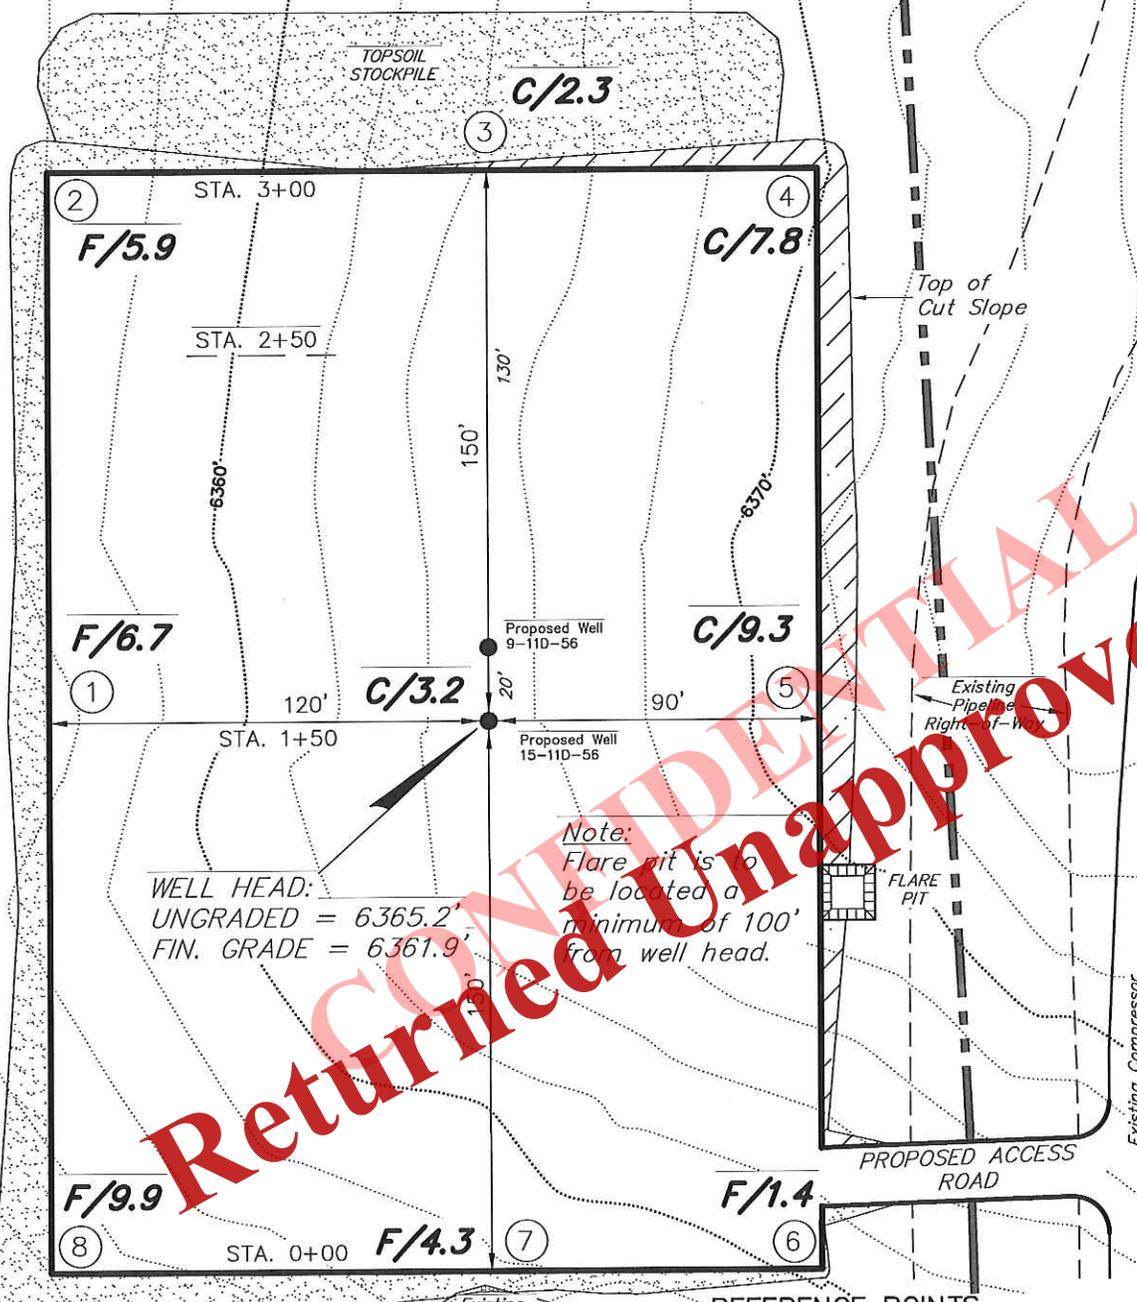 TOPSOIL
STOCKPILE
C/2.3
3
2
STA. 3+00
4
F/5.9
C/7.8
Top of
Cut Slope
STA. 2+50
130'
150'
6360'
6370'
F/6.7
Proposed Well
9-11D-56
C/9.3
1
C/3.2
20'
5
120'
90'
STA. 1+50
Proposed Well
15-11D-56
Existing
Pipeline
Right-of-Way
Note:
Flare pit is to
be located a
minimum of 100'
from well head.
WELL HEAD:
UNGRADED = 6365.2'
FIN. GRADE = 6361.9'
FLARE
PIT
150'
CONFIDENTIAL
Returned Unapprove
Existing Compressor
PROPOSED ACCESS
ROAD
F/9.9
F/1.4
8
STA. 0+00
F/4.3
7
6
Existing
REFERENCE POINTS